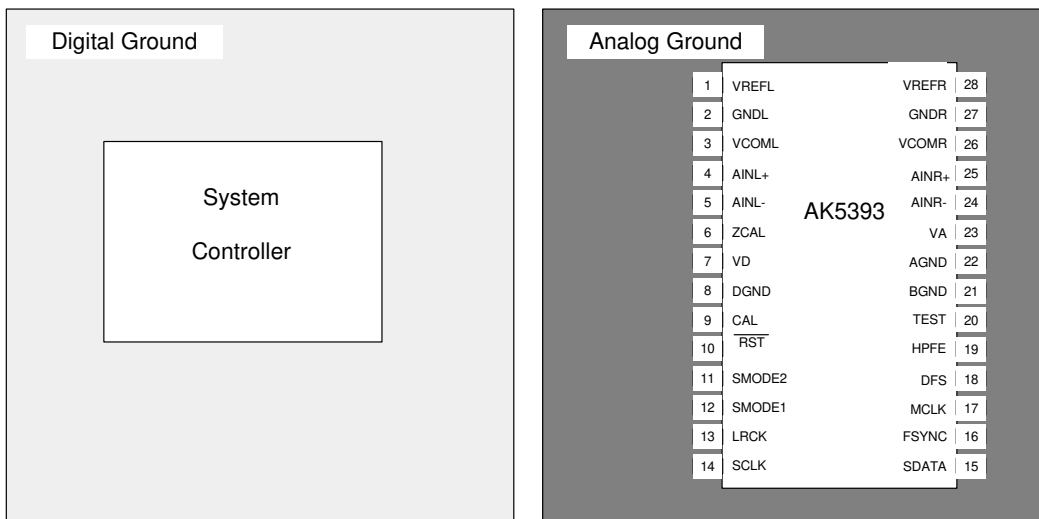 Digital Ground
System
Controller
Analog Ground
AK5393
1 VREFL
2 GNDL
3 VCOML
4 AINL+
5 AINL-
6 ZCAL
7 VD
8 DGND
9 CAL
10 RST
11 SMODE2
12 SMODE1
13 LRCK
14 SCLK
VREFR 28
GNDR 27
VCOMR 26
AINR+ 25
AINR- 24
VA 23
AGND 22
BGND 21
TEST 20
HPFE 19
DFS 18
MCLK 17
FSYNC 16
SDATA 15